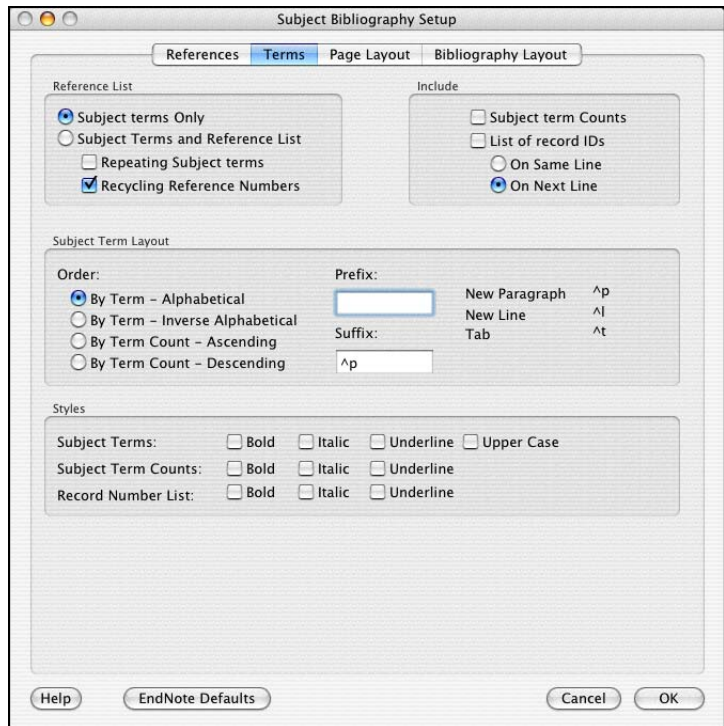 Subject Bibliography Setup
References Terms Page Layout Bibliography Layout
Reference List
Subject terms Only
Subject Terms and Reference List
Repeating Subject terms
Recycling Reference Numbers
Include
Subject term Counts
List of record IDs
On Same Line
On Next Line
Subject Term Layout
Order:
By Term - Alphabetical
By Term - Inverse Alphabetical
By Term Count - Ascending
By Term Count - Descending
Prefix:
Suffix:
^p
New Paragraph ^p
New Line ^l
Tab ^t
Styles
Subject Terms: Bold Italic Underline Upper Case
Subject Term Counts: Bold Italic Underline
Record Number List: Bold Italic Underline
Help EndNote Defaults Cancel OK